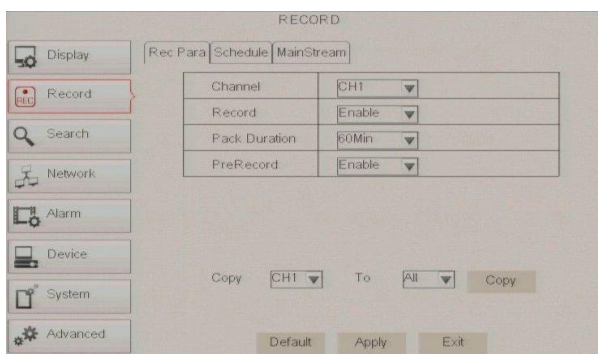 RECORD
Display
REC
Record
Search
Network
Alarm
Device
System
Advanced
Rec Para Schedule MainStream
Channel CH1
Record Enable
Pack Duration 60Min
PreRecord Enable
Copy CH1 To All Copy
Default Apply Exit